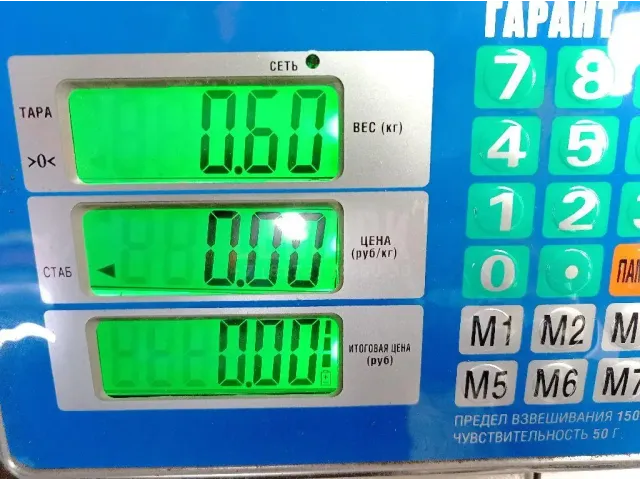 ГАРАНТ
СЕТЬ
ТАРА
>0<
0.60
ВЕС (кг)
СТАБ
0.00
ЦЕНА
(руб/кг)
0.00
ИТОГОВАЯ ЦЕНА
(руб)
7 8
4 5
1 2
0 .
M1 M2
M5 M6 M7
ПРЕДЕЛ ВЗВЕШИВАНИЯ 150
ЧУВСТВИТЕЛЬНОСТЬ 50 Г.